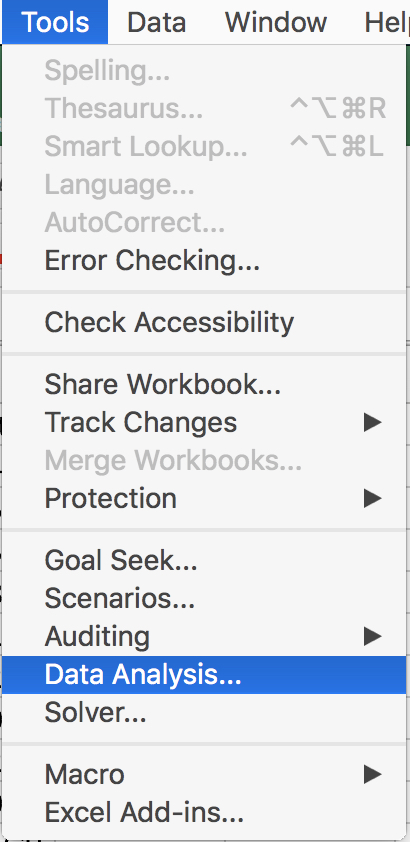 Tools Data Window Help
Spelling...
Thesaurus... ^⌥⌘R
Smart Lookup... ^⌥⌘L
Language...
AutoCorrect...
Error Checking...
Check Accessibility
Share Workbook...
Track Changes ▶
Merge Workbooks...
Protection ▶
Goal Seek...
Scenarios...
Auditing ▶
Data Analysis...
Solver...
Macro ▶
Excel Add-ins...